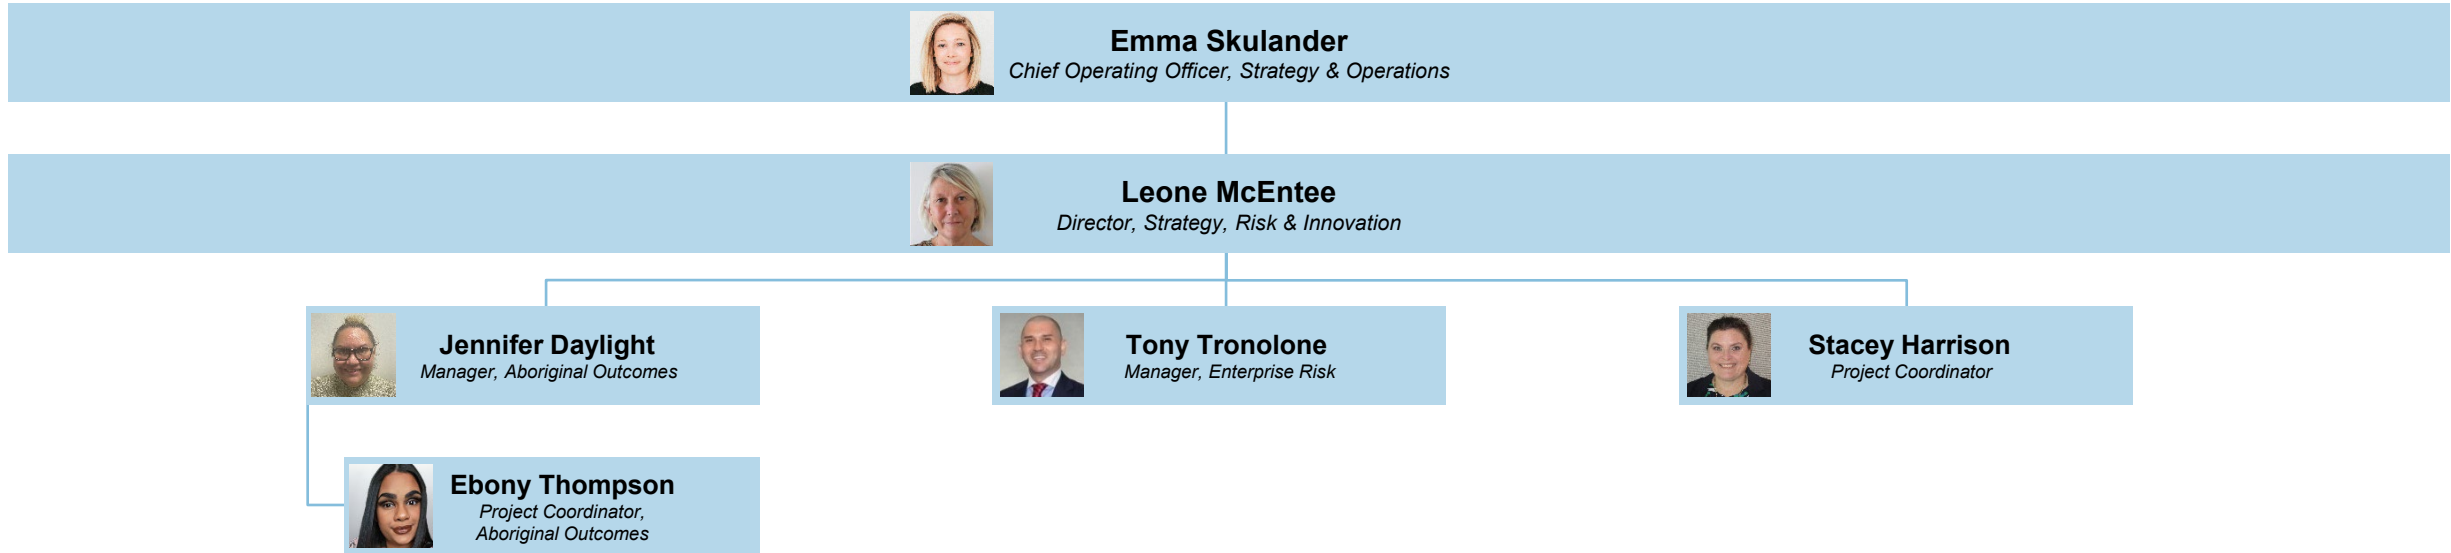 Emma Skulander
Chief Operating Officer, Strategy & Operations
Leone McEntee
Director, Strategy, Risk & Innovation
Jennifer Daylight
Manager, Aboriginal Outcomes
Tony Tronolone
Manager, Enterprise Risk
Stacey Harrison
Project Coordinator
Ebony Thompson
Project Coordinator,
Aboriginal Outcomes